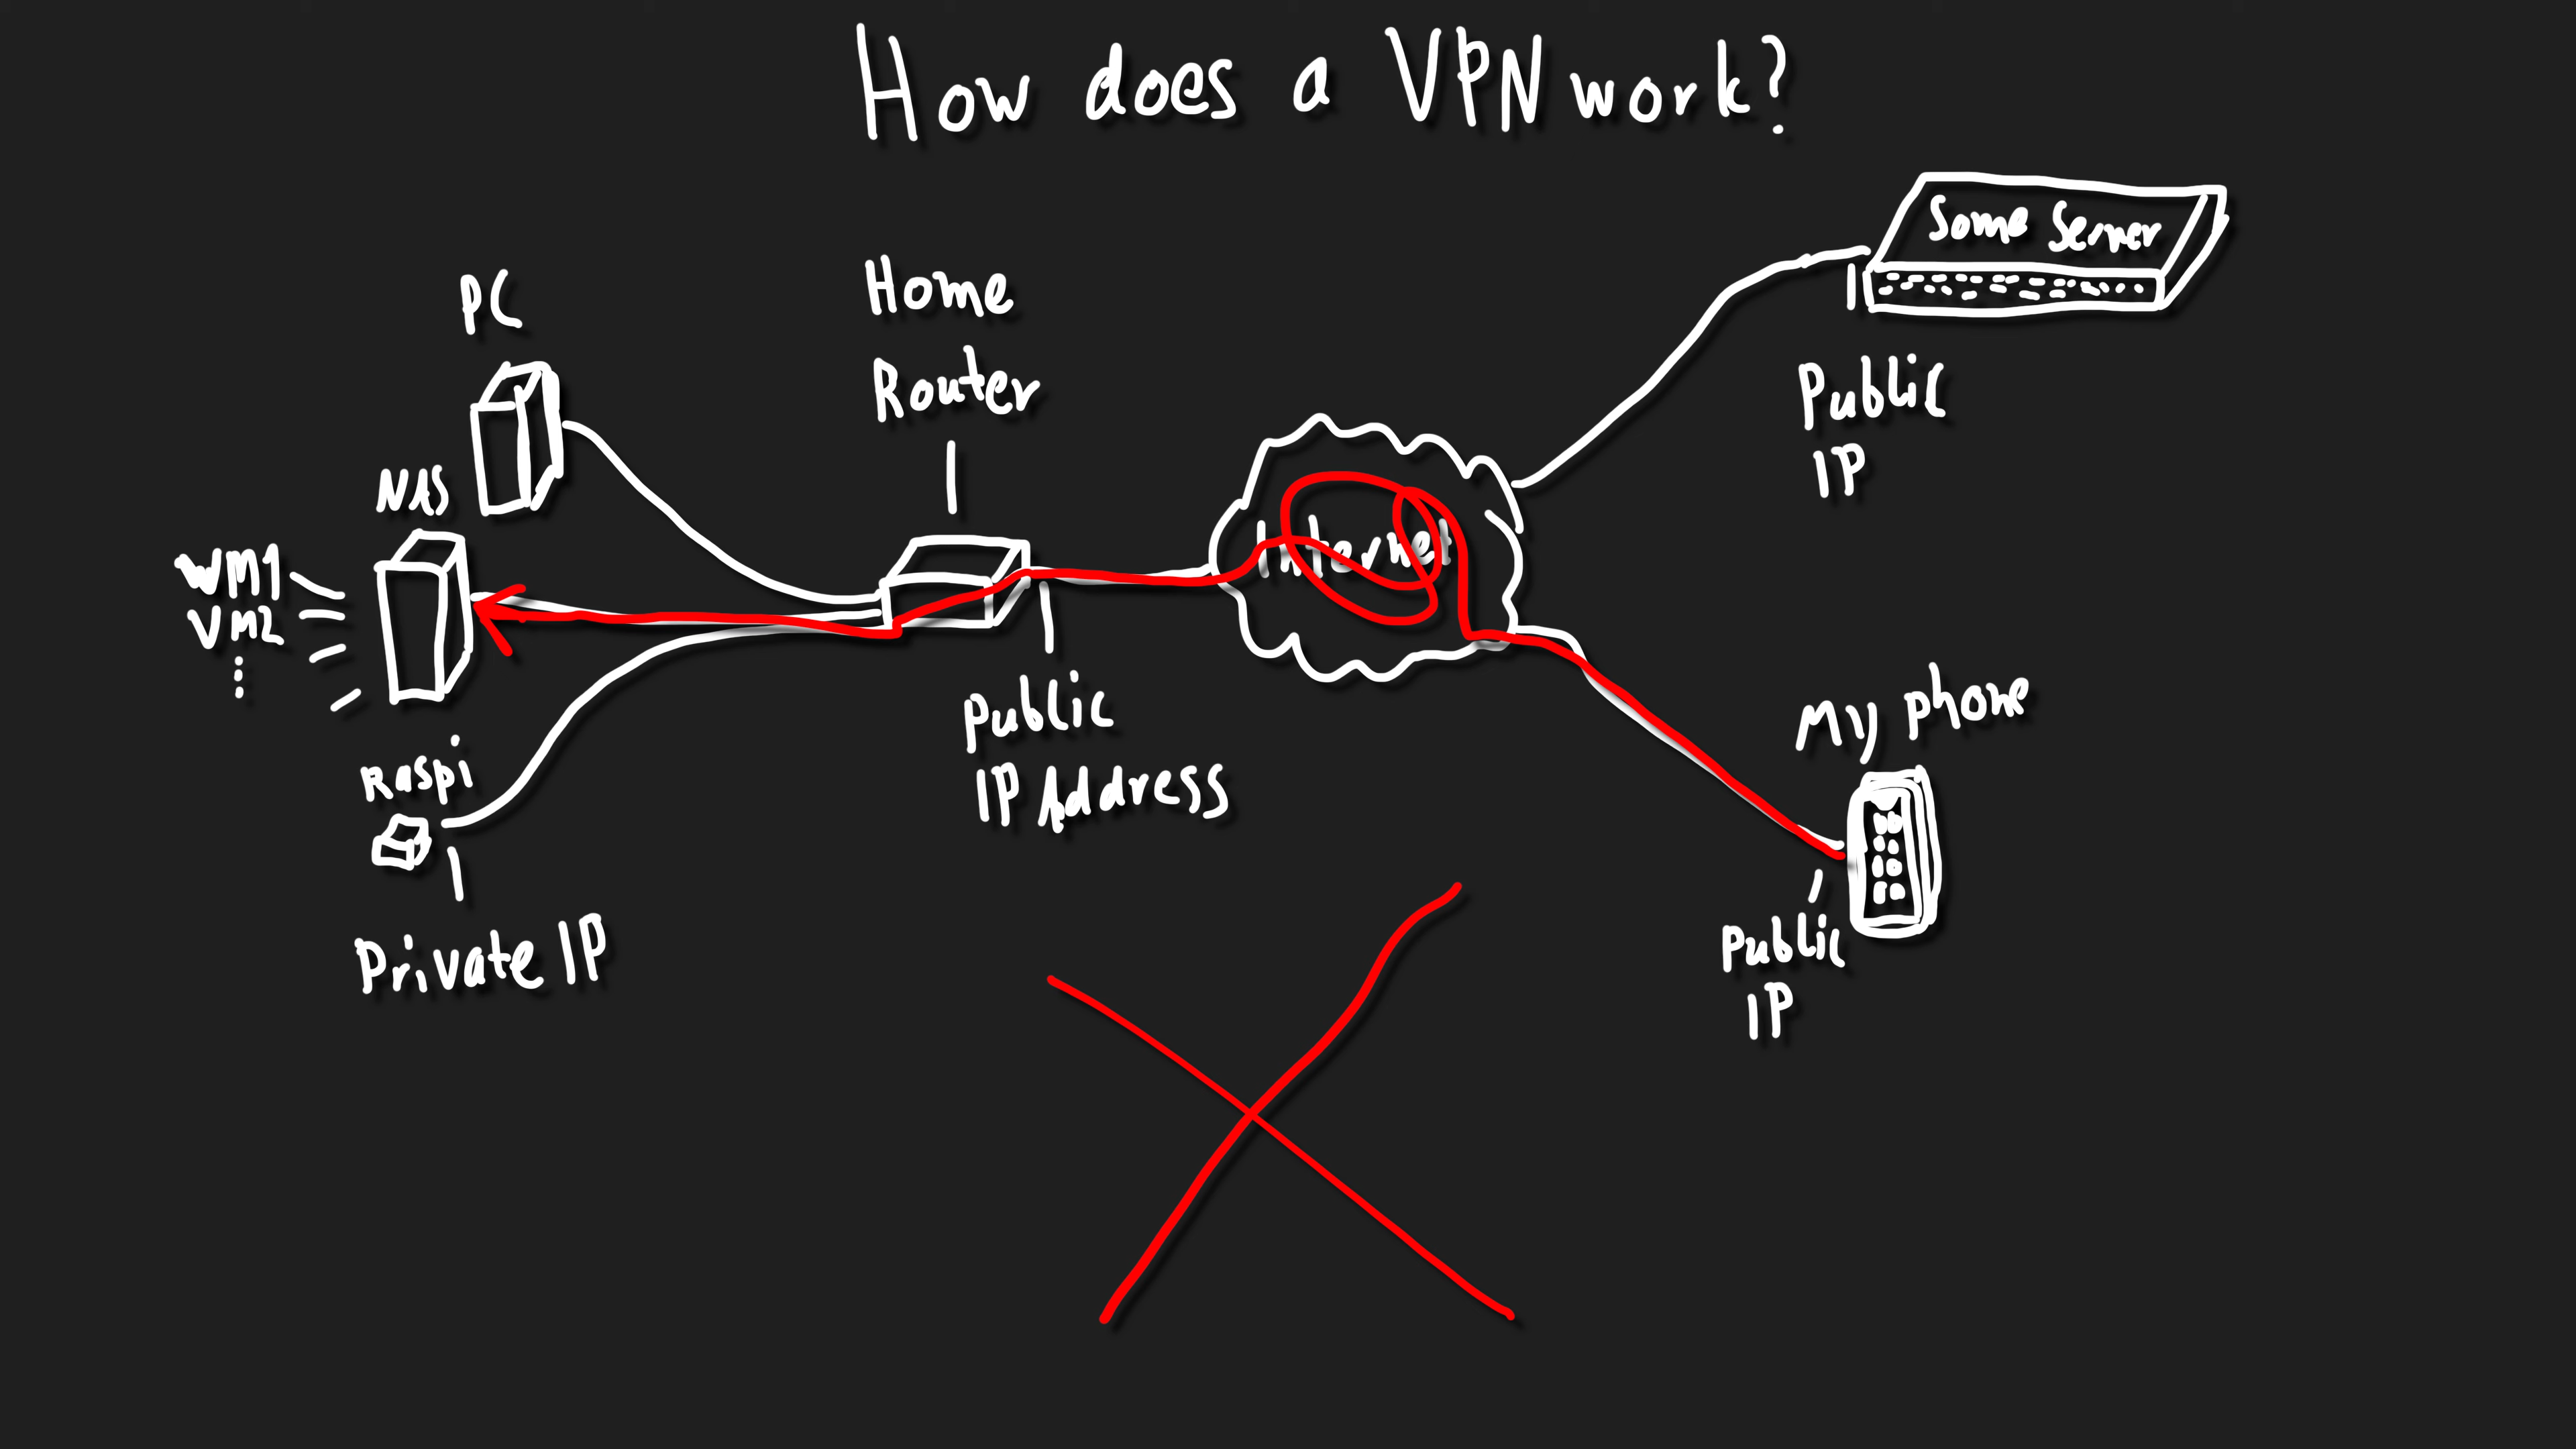 How does a VPN work?
Some Server
Public
IP
PC
Home
Router
NAS
VM1
VM2
Internet
Public
IP Address
Raspi
Private IP
My phone
Public
IP